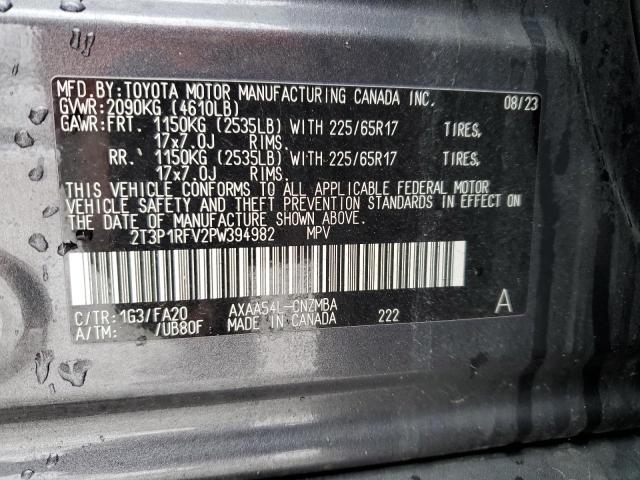 MFD.BY:TOYOTA MOTOR MANUFACTURING CANADA INC. 08/23
GVWR:2090KG (4610LB)
GAWR:FRT. 1150KG (2535LB) WITH 225/65R17 TIRES,
17x7.0J RIMS.
RR. 1150KG (2535LB) WITH 225/65R17 TIRES,
17x7.0J RIMS.
THIS VEHICLE CONFORMS TO ALL APPLICABLE FEDERAL MOTOR
VEHICLE SAFETY AND THEFT PREVENTION STANDARDS IN EFFECT ON
THE DATE OF MANUFACTURE SHOWN ABOVE.
2T3P1RFV2PW394982 MPV
C/TR:1G3/FA20 AXAA54L-CNZMBA A
A/TM: /UB80F MADE IN CANADA 222